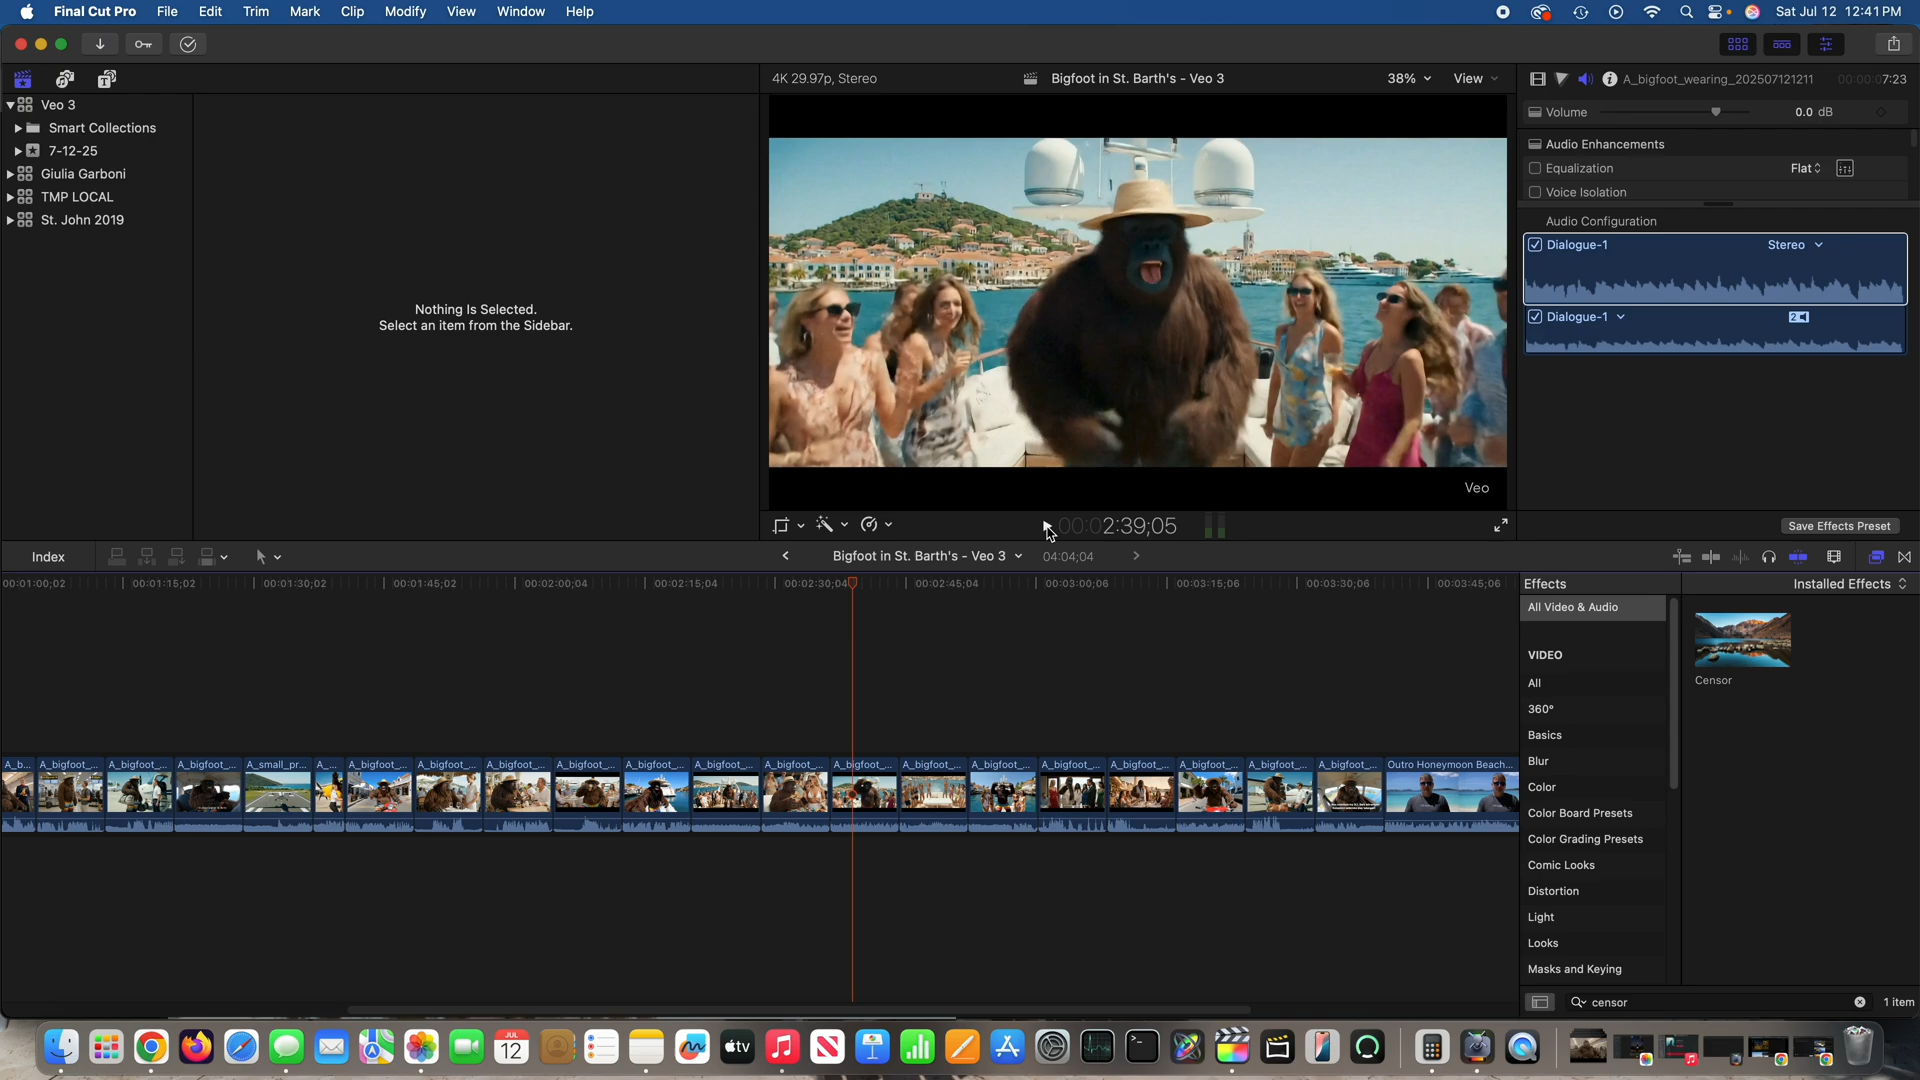 Final Cut Pro File Edit Trim Mark Clip Modify View Window Help Sat Jul 12 12:41 PM
4K 29.97p, Stereo Bigfoot in St. Barth's - Veo 3 38% View A_bigfoot_wearing_202507121211 00:00:07:23
Veo 3
Smart Collections
7-12-25
Giulia Garboni
TMP LOCAL
St. John 2019
Nothing Is Selected.
Select an item from the Sidebar.
Veo
Volume 0.0 dB
Audio Enhancements
Equalization Flat
Voice Isolation
Audio Configuration
Dialogue-1 Stereo
Dialogue-1 2
00:02:39;05 Save Effects Preset
Index Bigfoot in St. Barth's - Veo 3 04:04;04
00:01:00;02 00:01:15;02 00:01:30;02 00:01:45;02 00:02:00;04 00:02:15;04 00:02:30;04 00:02:45;04 00:03:00;06 00:03:15;06 00:03:30;06 00:03:45;06
A_b... A_bigfoot_... A_bigfoot_... A_bigfoot_... A_small_pr... A_... A_bigfoot_... A_bigfoot_... A_bigfoot_... A_bigfoot_... A_bigfoot_... A_bigfoot_... A_bigfoot_... A_bigfoot_... A_bigfoot_... A_bigfoot_... A_bigfoot_... A_bigfoot_... A_bigfoot_... A_bigfoot_... A_bigfoot_... Outro Honeymoon Beach...
Effects Installed Effects
All Video & Audio
VIDEO
All
360°
Basics
Blur
Color
Color Board Presets
Color Grading Presets
Comic Looks
Distortion
Light
Looks
Masks and Keying
Censor
censor 1 item
JUL
12
tv